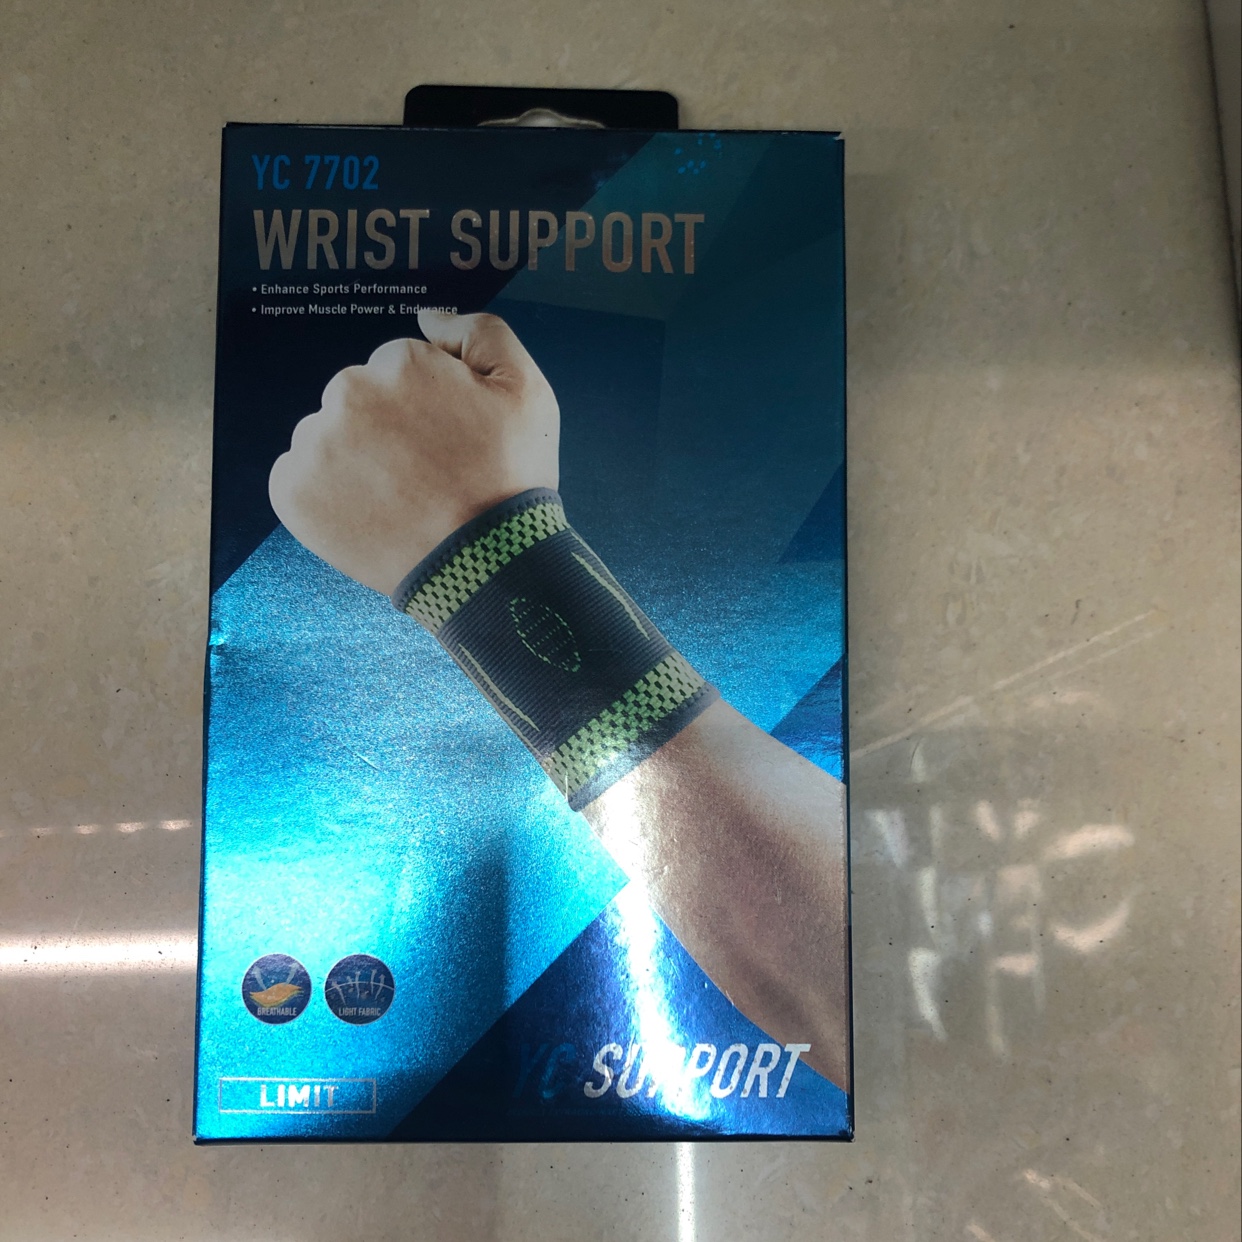 YC 7702
WRIST SUPPORT
• Enhance Sports Performance
• Improve Muscle Power & Endurance
BREATHABLE
LIGHT FABRIC
LIMIT
YC SUPPORT